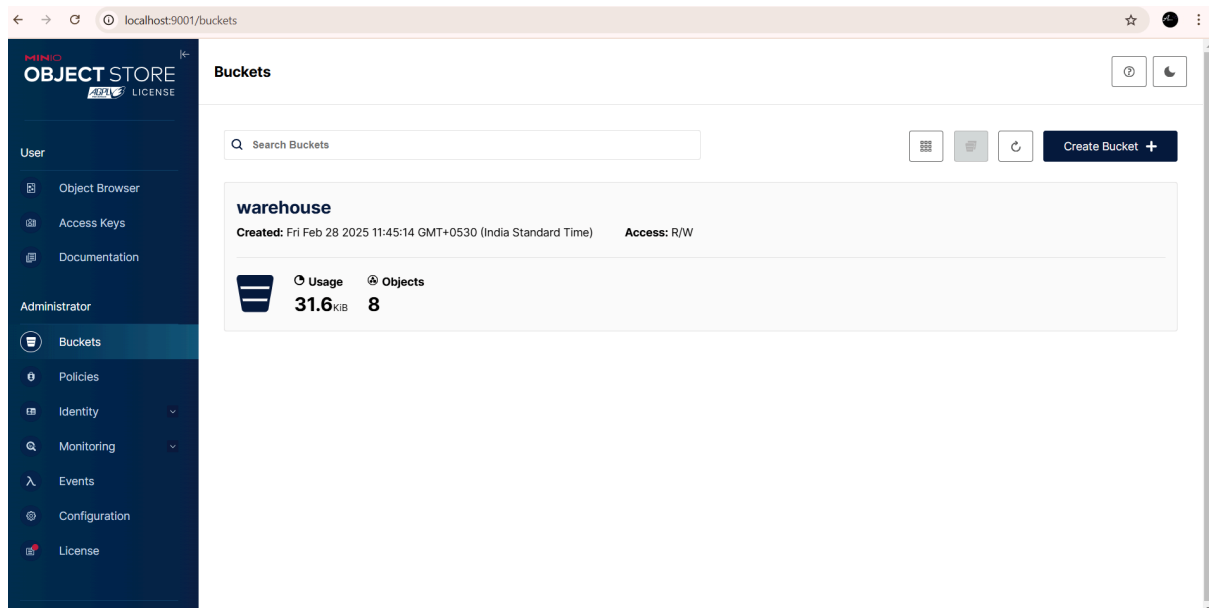 localhost:9001/buckets
MINIO
OBJECT STORE
AGPLV3 LICENSE
User
Object Browser
Access Keys
Documentation
Administrator
Buckets
Policies
Identity
Monitoring
Events
Configuration
License
Buckets
Search Buckets
Create Bucket +
warehouse
Created: Fri Feb 28 2025 11:45:14 GMT+0530 (India Standard Time) Access: R/W
Usage Objects
31.6KiB 8